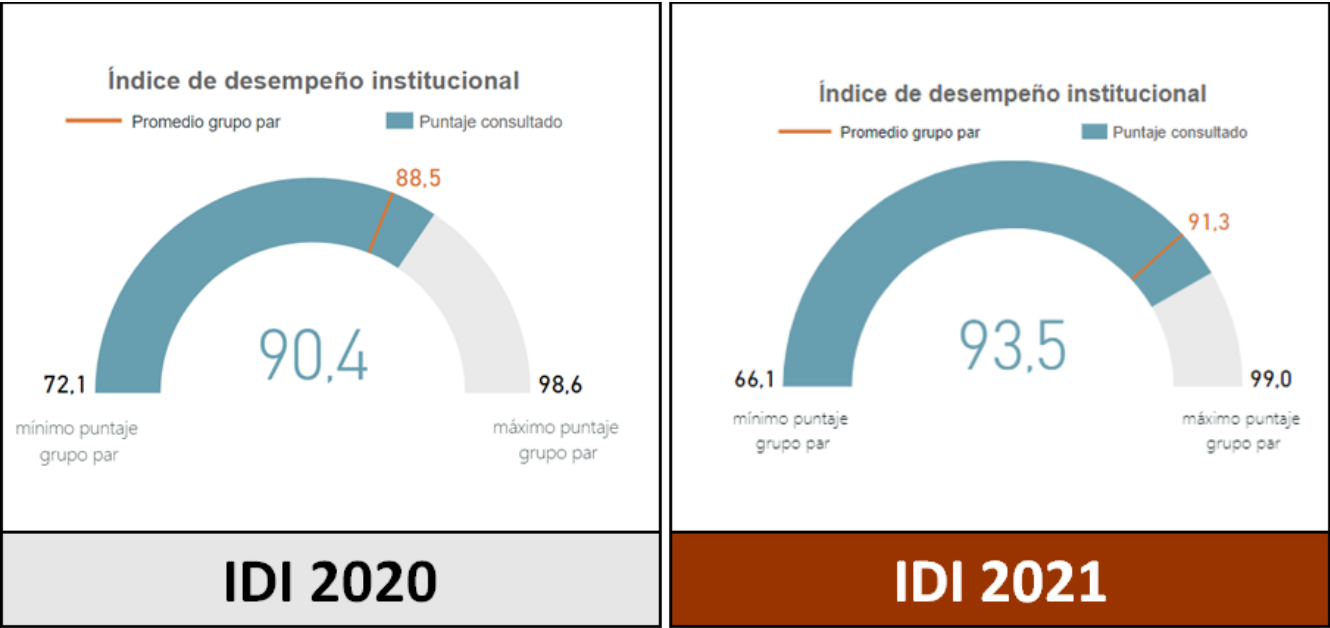 Índice de desempeño institucional
Promedio grupo par
Puntaje consultado
88,5
90,4
72,1
98,6
mínimo puntaje
grupo par
máximo puntaje
grupo par
IDI 2020
Índice de desempeño institucional
Promedio grupo par
Puntaje consultado
91,3
93,5
66,1
99,0
mínimo puntaje
grupo par
máximo puntaje
grupo par
IDI 2021